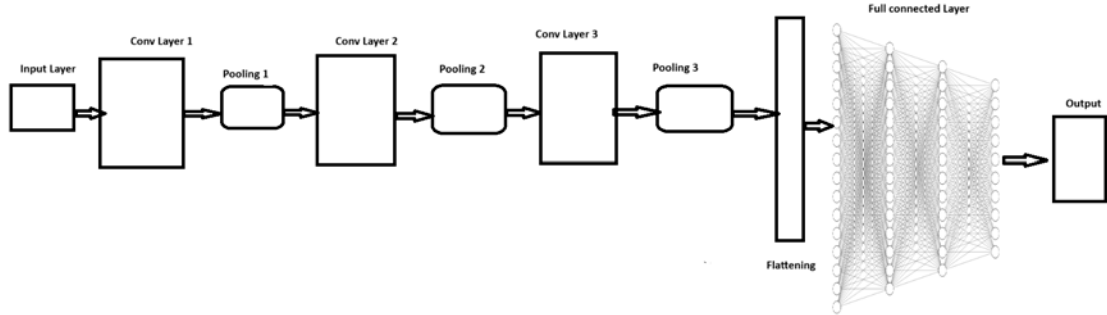 Input Layer
Conv Layer 1
Pooling 1
Conv Layer 2
Pooling 2
Conv Layer 3
Pooling 3
Flattening
Full connected Layer
Output